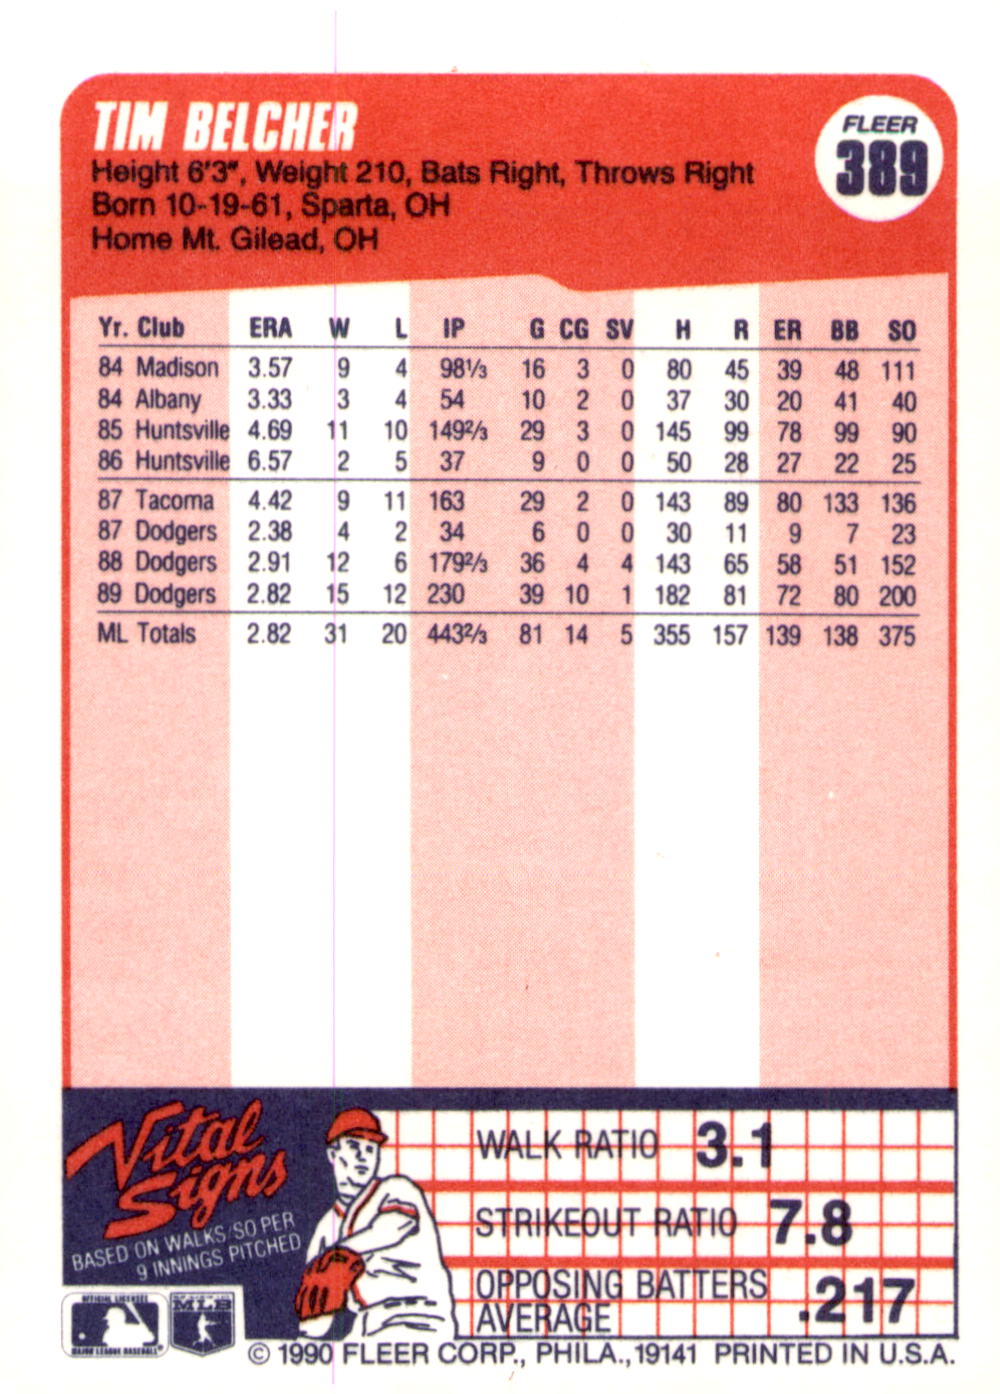 TIM BELCHER
FLEER
389
Height 6'3", Weight 210, Bats Right, Throws Right
Born 10-19-61, Sparta, OH
Home Mt. Gilead, OH
Yr. Club ERA W L IP G CG SV H R ER BB SO
84 Madison 3.57 9 4 98⅓ 16 3 0 80 45 39 48 111
84 Albany 3.33 3 4 54 10 2 0 37 30 20 41 40
85 Huntsville 4.69 11 10 149⅔ 29 3 0 145 99 78 99 90
86 Huntsville 6.57 2 5 37 9 0 0 50 28 27 22 25
87 Tacoma 4.42 9 11 163 29 2 0 143 89 80 133 136
87 Dodgers 2.38 4 2 34 6 0 0 30 11 9 7 23
88 Dodgers 2.91 12 6 179⅔ 36 4 4 143 65 58 51 152
89 Dodgers 2.82 15 12 230 39 10 1 182 81 72 80 200
ML Totals 2.82 31 20 443⅔ 81 14 5 355 157 139 138 375
Vital
Signs
BASED ON WALKS/SO PER
9 INNINGS PITCHED
WALK RATIO 3.1
STRIKEOUT RATIO 7.8
OPPOSING BATTERS
AVERAGE .217
OFFICIAL LICENSEE
MAJOR LEAGUE BASEBALL
MLB
© 1990 FLEER CORP., PHILA., 19141 PRINTED IN U.S.A.